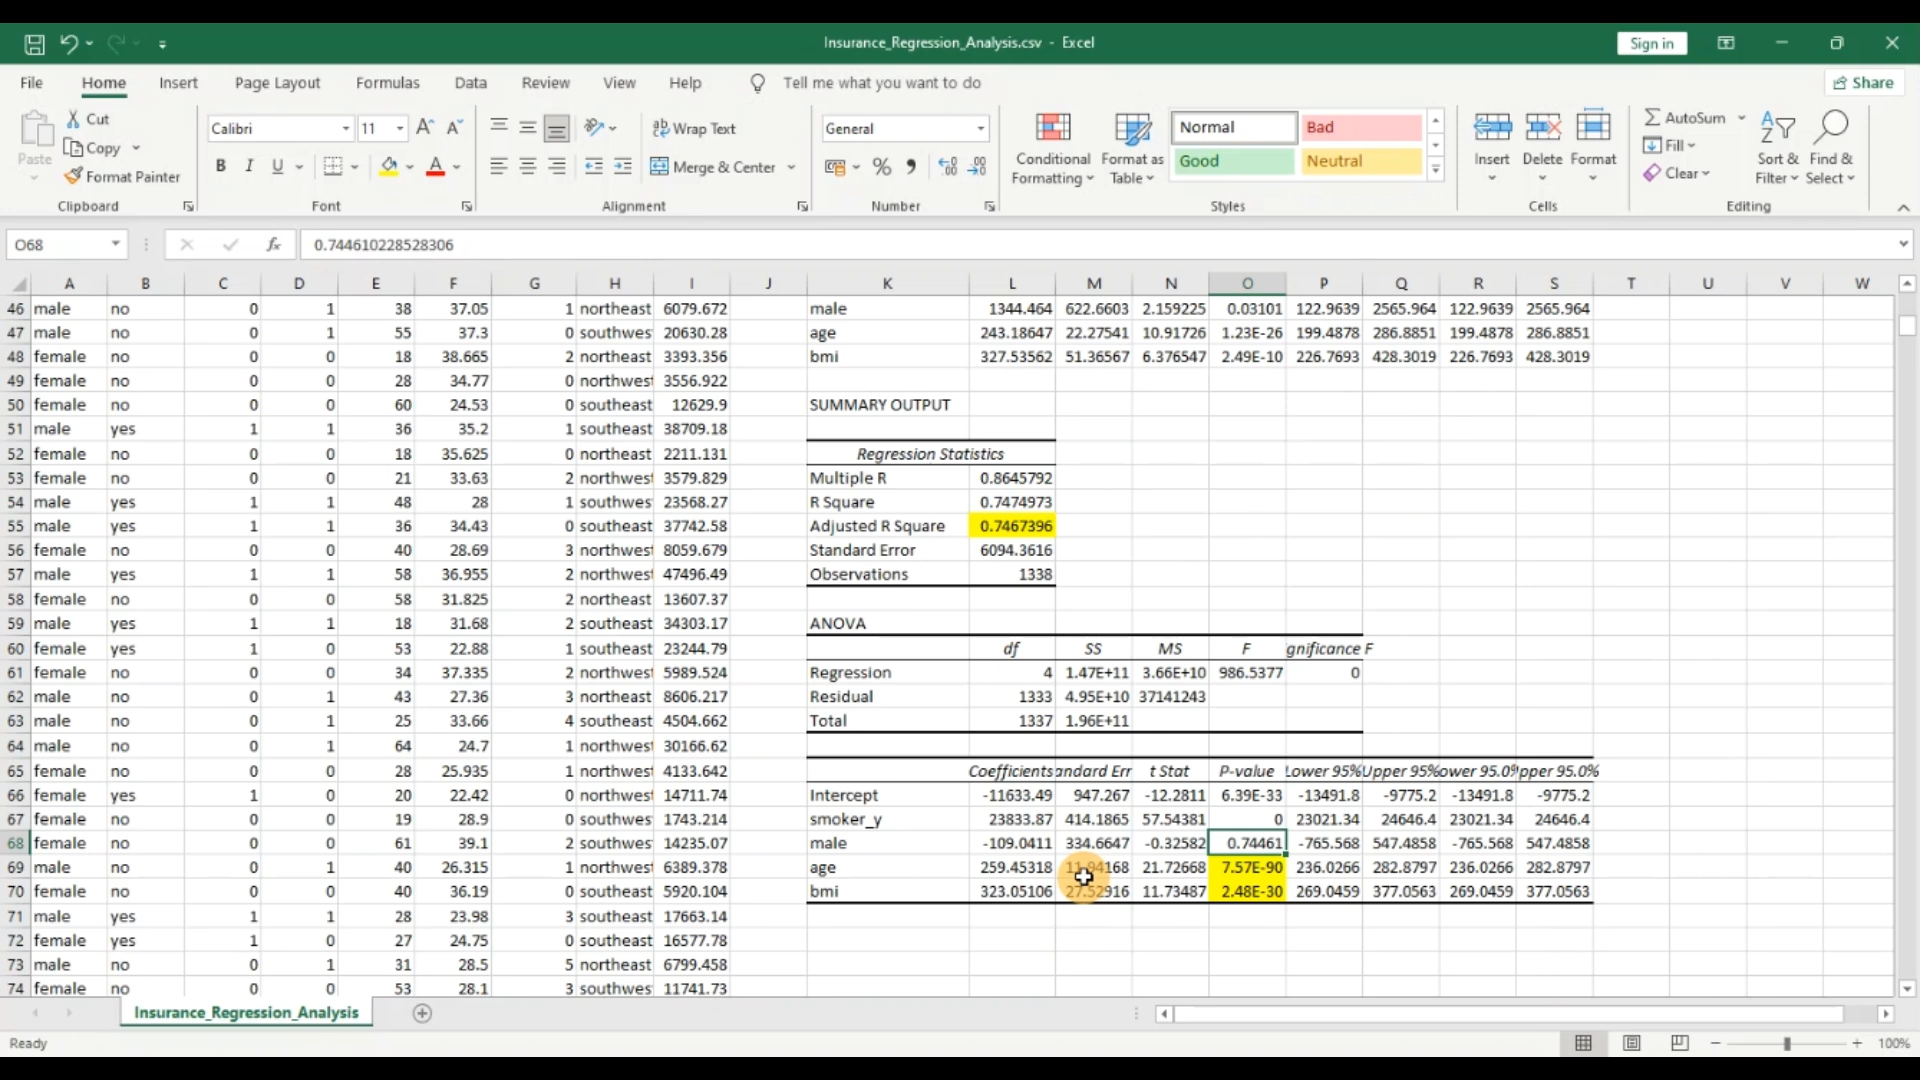 Insurance_Regression_Analysis.csv - Excel
Sign in
File Home Insert Page Layout Formulas Data Review View Help Tell me what you want to do Share
Paste Cut Copy Format Painter Clipboard
Calibri 11 B I U Font
Wrap Text Merge & Center Alignment
General Number
Conditional Formatting Format as Table Normal Bad Good Neutral Styles
Insert Delete Format Cells
AutoSum Fill Clear Sort & Filter Find & Select Editing
O68 fx 0.744610228528306
A B C D E F G H I J K L M N O P Q R S T U V W
46 male no 0 1 38 37.05 1 northeast 6079.672 male 1344.464 622.6603 2.159225 0.03101 122.9639 2565.964 122.9639 2565.964
47 male no 0 1 55 37.3 0 southwes 20630.28 age 243.18647 22.27541 10.91726 1.23E-26 199.4878 286.8851 199.4878 286.8851
48 female no 0 0 18 38.665 2 northeast 3393.356 bmi 327.53562 51.36567 6.376547 2.49E-10 226.7693 428.3019 226.7693 428.3019
49 female no 0 0 28 34.77 0 northwest 3556.922
50 female no 0 0 60 24.53 0 southeast 12629.9 SUMMARY OUTPUT
51 male yes 1 1 36 35.2 1 southeast 38709.18
52 female no 0 0 18 35.625 0 northeast 2211.131 Regression Statistics
53 female no 0 0 21 33.63 2 northwest 3579.829 Multiple R 0.8645792
54 male yes 1 1 48 28 1 southwes 23568.27 R Square 0.7474973
55 male yes 1 1 36 34.43 0 southeast 37742.58 Adjusted R Square 0.7467396
56 female no 0 0 40 28.69 3 northwest 8059.679 Standard Error 6094.3616
57 male yes 1 1 58 36.955 2 northwest 47496.49 Observations 1338
58 female no 0 0 58 31.825 2 northeast 13607.37
59 male yes 1 1 18 31.68 2 southeast 34303.17 ANOVA
60 female yes 1 0 53 22.88 1 southeast 23244.79 df SS MS F gnificance F
61 female no 0 0 34 37.335 2 northwest 5989.524 Regression 4 1.47E+11 3.66E+10 986.5377 0
62 male no 0 1 43 27.36 3 northeast 8606.217 Residual 1333 4.95E+10 37141243
63 male no 0 1 25 33.66 4 southeast 4504.662 Total 1337 1.96E+11
64 male no 0 1 64 24.7 1 northwest 30166.62
65 female no 0 0 28 25.935 1 northwest 4133.642 Coefficients andard Err t Stat P-value Lower 95% Upper 95% ower 95.0% pper 95.0%
66 female yes 1 0 20 22.42 0 northwest 14711.74 Intercept -11633.49 947.267 -12.2811 6.39E-33 -13491.8 -9775.2 -13491.8 -9775.2
67 female no 0 0 19 28.9 0 southwes 1743.214 smoker_y 23833.87 414.1865 57.54381 0 23021.34 24646.4 23021.34 24646.4
68 female no 0 0 61 39.1 2 southwes 14235.07 male -109.0411 334.6647 -0.32582 0.74461 -765.568 547.4858 -765.568 547.4858
69 male no 0 1 40 26.315 1 northwest 6389.378 age 259.45318 11.94168 21.72668 7.57E-90 236.0266 282.8797 236.0266 282.8797
70 female no 0 0 40 36.19 0 southeast 5920.104 bmi 323.05106 27.52916 11.73487 2.48E-30 269.0459 377.0563 269.0459 377.0563
71 male yes 1 1 28 23.98 3 southeast 17663.14
72 female yes 1 0 27 24.75 0 southeast 16577.78
73 male no 0 1 31 28.5 5 northeast 6799.458
74 female no 0 0 53 28.1 3 southwes 11741.73
Insurance_Regression_Analysis
Ready 100%